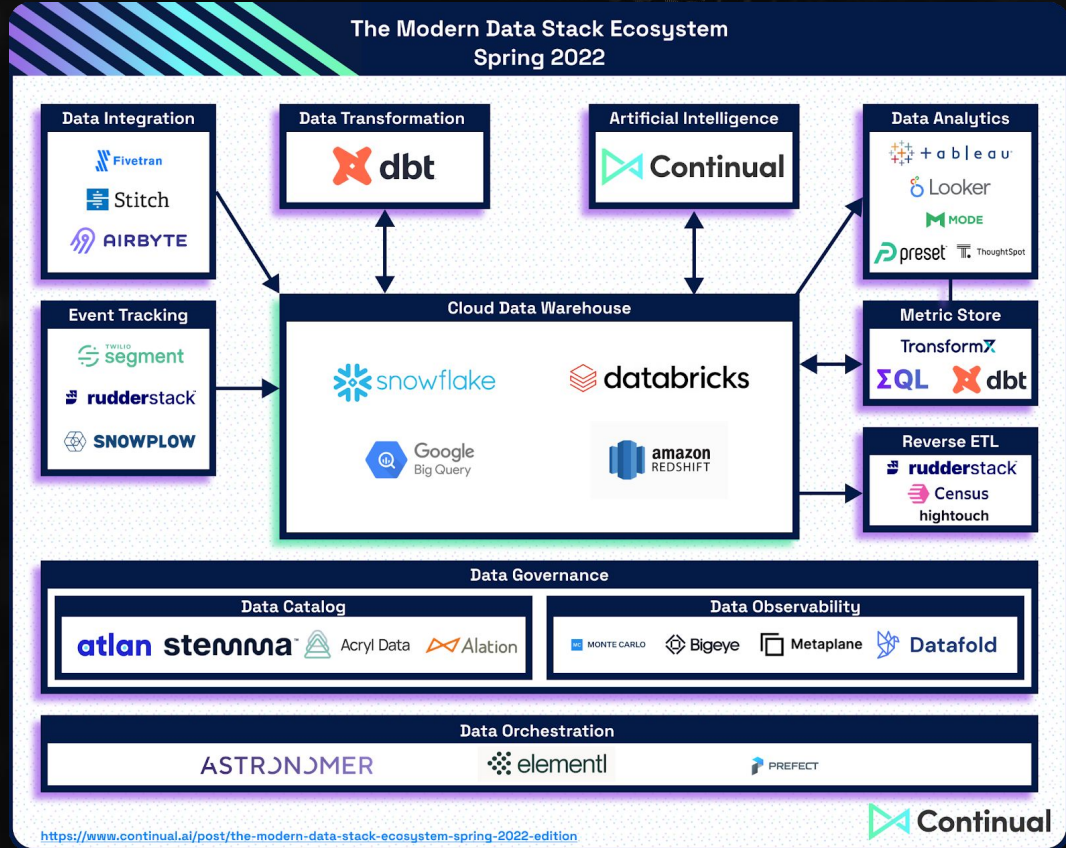 The Modern Data Stack Ecosystem
Spring 2022
Data Integration
Fivetran
Stitch
AIRBYTE
Data Transformation
dbt
Artificial Intelligence
Continual
Data Analytics
+ableau
Looker
MODE
preset ThoughtSpot
Event Tracking
TWILIO
segment
rudderstack
SNOWPLOW
Cloud Data Warehouse
snowflake
databricks
Google
Big Query
amazon
REDSHIFT
Metric Store
TransformX
ΣQL dbt
Reverse ETL
rudderstack
Census
hightouch
Data Governance
Data Catalog
atlan stemma™ Acryl Data Alation
Data Observability
MC MONTE CARLO Bigeye Metaplane Datafold
Data Orchestration
ASTRONOMER elementl PREFECT
https://www.continual.ai/post/the-modern-data-stack-ecosystem-spring-2022-edition
Continual